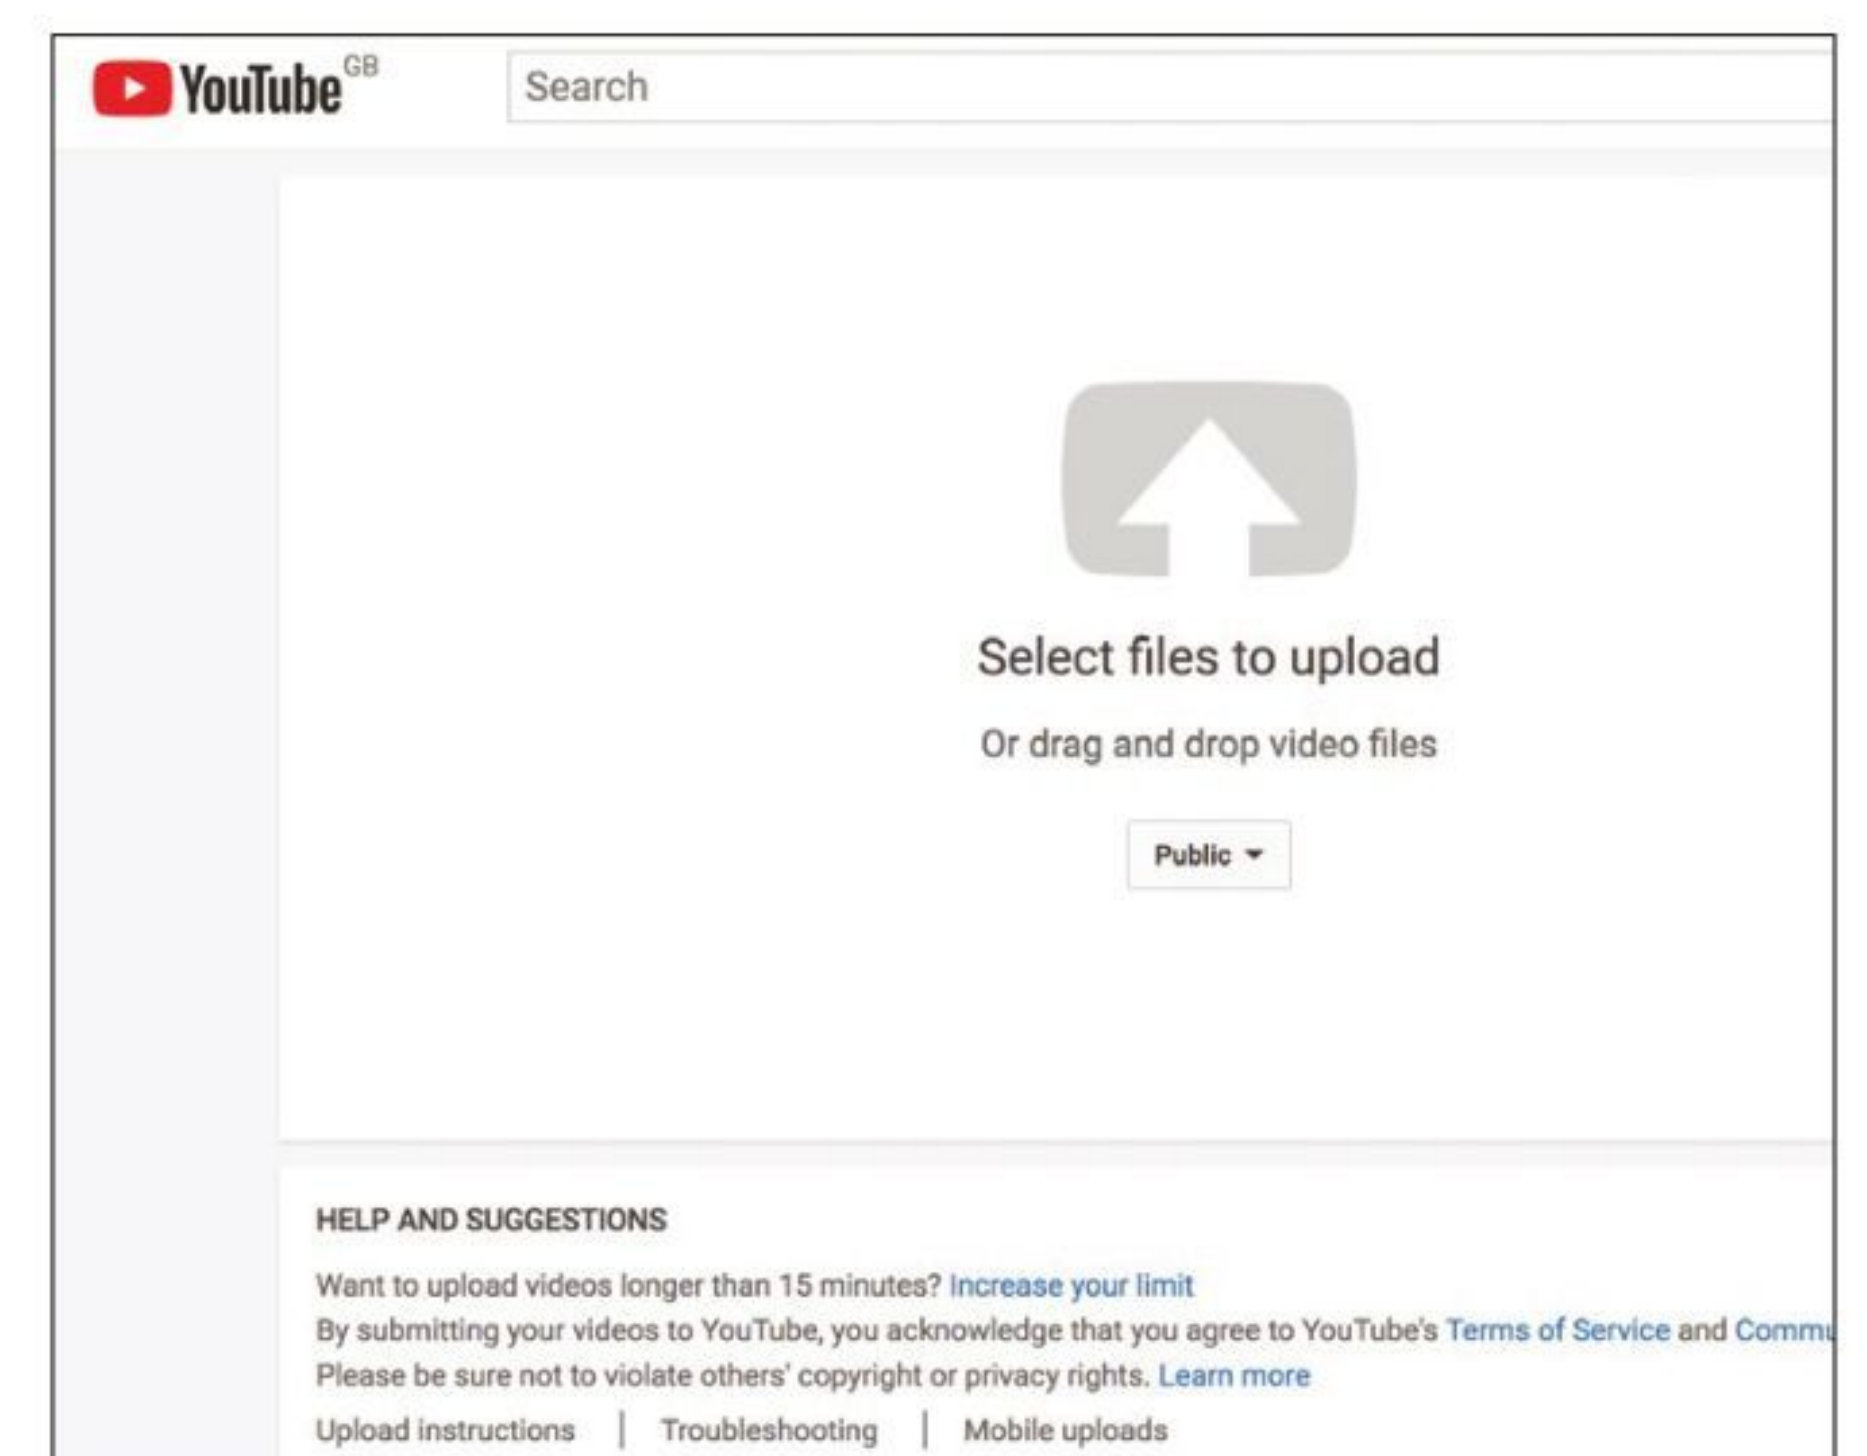 YouTube GB
Search
Select files to upload
Or drag and drop video files
Public
HELP AND SUGGESTIONS
Want to upload videos longer than 15 minutes? Increase your limit
By submitting your videos to YouTube, you acknowledge that you agree to YouTube's Terms of Service and Commu
Please be sure not to violate others' copyright or privacy rights. Learn more
Upload instructions | Troubleshooting | Mobile uploads